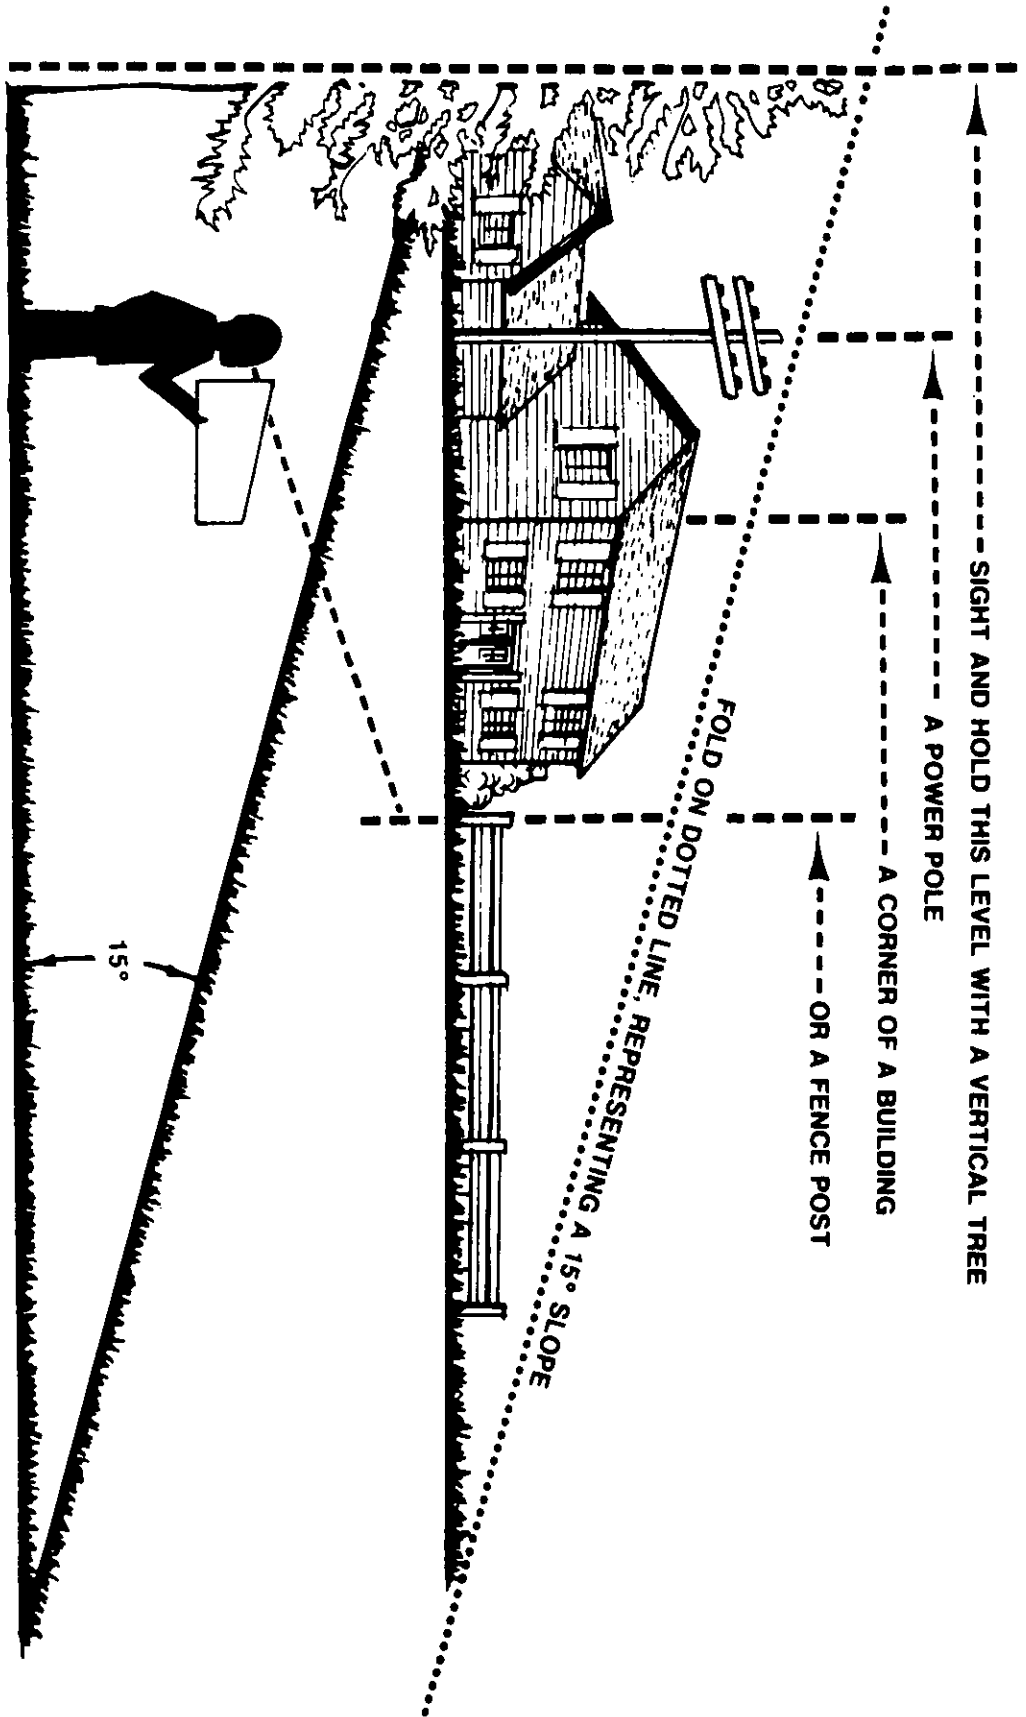 SIGHT AND HOLD THIS LEVEL WITH A VERTICAL TREE
A POWER POLE
A CORNER OF A BUILDING
OR A FENCE POST
FOLD ON DOTTED LINE, REPRESENTING A 15° SLOPE
15°